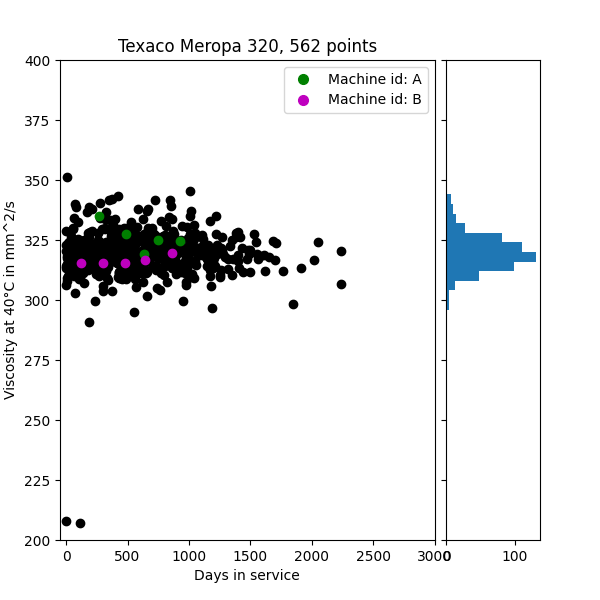 Texaco Meropa 320, 562 points
Machine id: A
Machine id: B
Viscosity at 40°C in mm^2/s
400
375
350
325
300
275
250
225
200
0 500 1000 1500 2000 2500 3000
0 100
Days in service